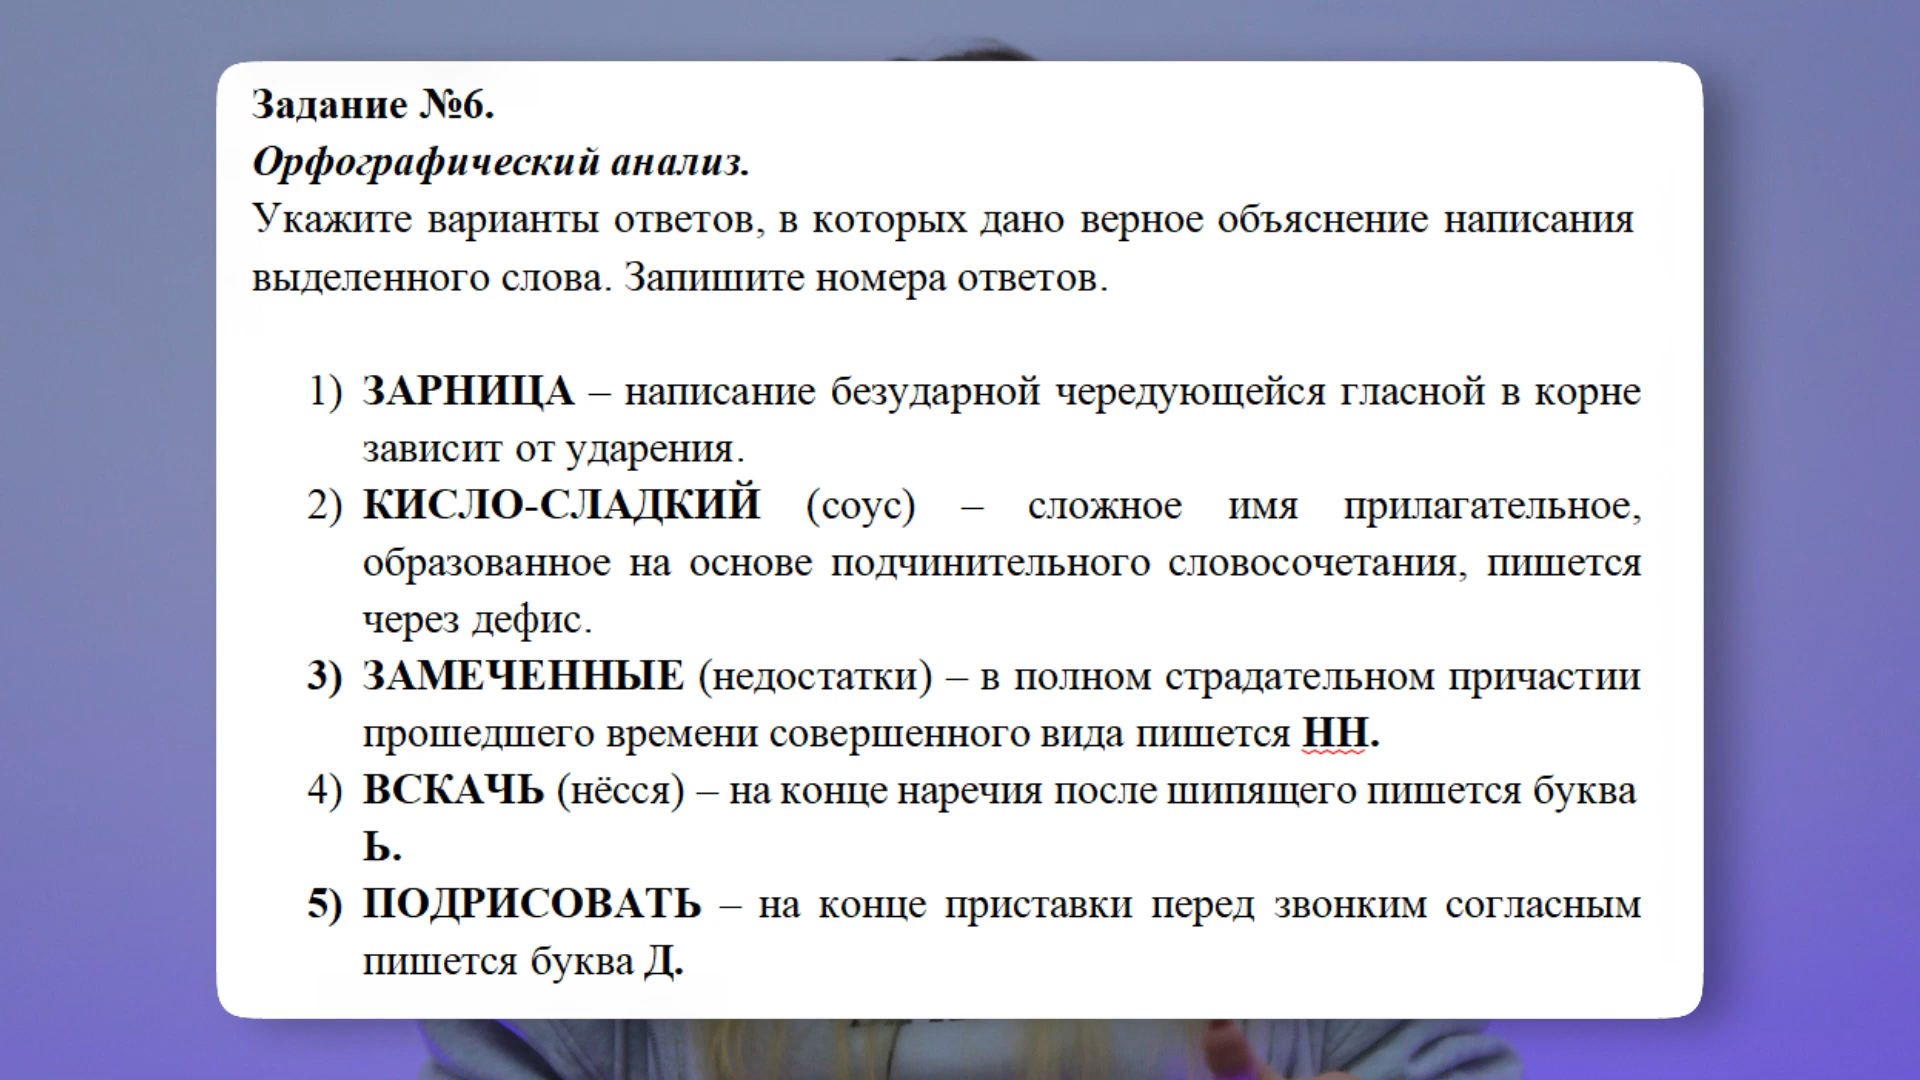 Задание №6.
Орфографический анализ.
Укажите варианты ответов, в которых дано верное объяснение написания
выделенного слова. Запишите номера ответов.
1) ЗАРНИЦА – написание безударной чередующейся гласной в корне
зависит от ударения.
2) КИСЛО-СЛАДКИЙ (соус) – сложное имя прилагательное,
образованное на основе подчинительного словосочетания, пишется
через дефис.
3) ЗАМЕЧЕННЫЕ (недостатки) – в полном страдательном причастии
прошедшего времени совершенного вида пишется НН.
4) ВСКАЧЬ (нёсся) – на конце наречия после шипящего пишется буква
Ь.
5) ПОДРИСОВАТЬ – на конце приставки перед звонким согласным
пишется буква Д.